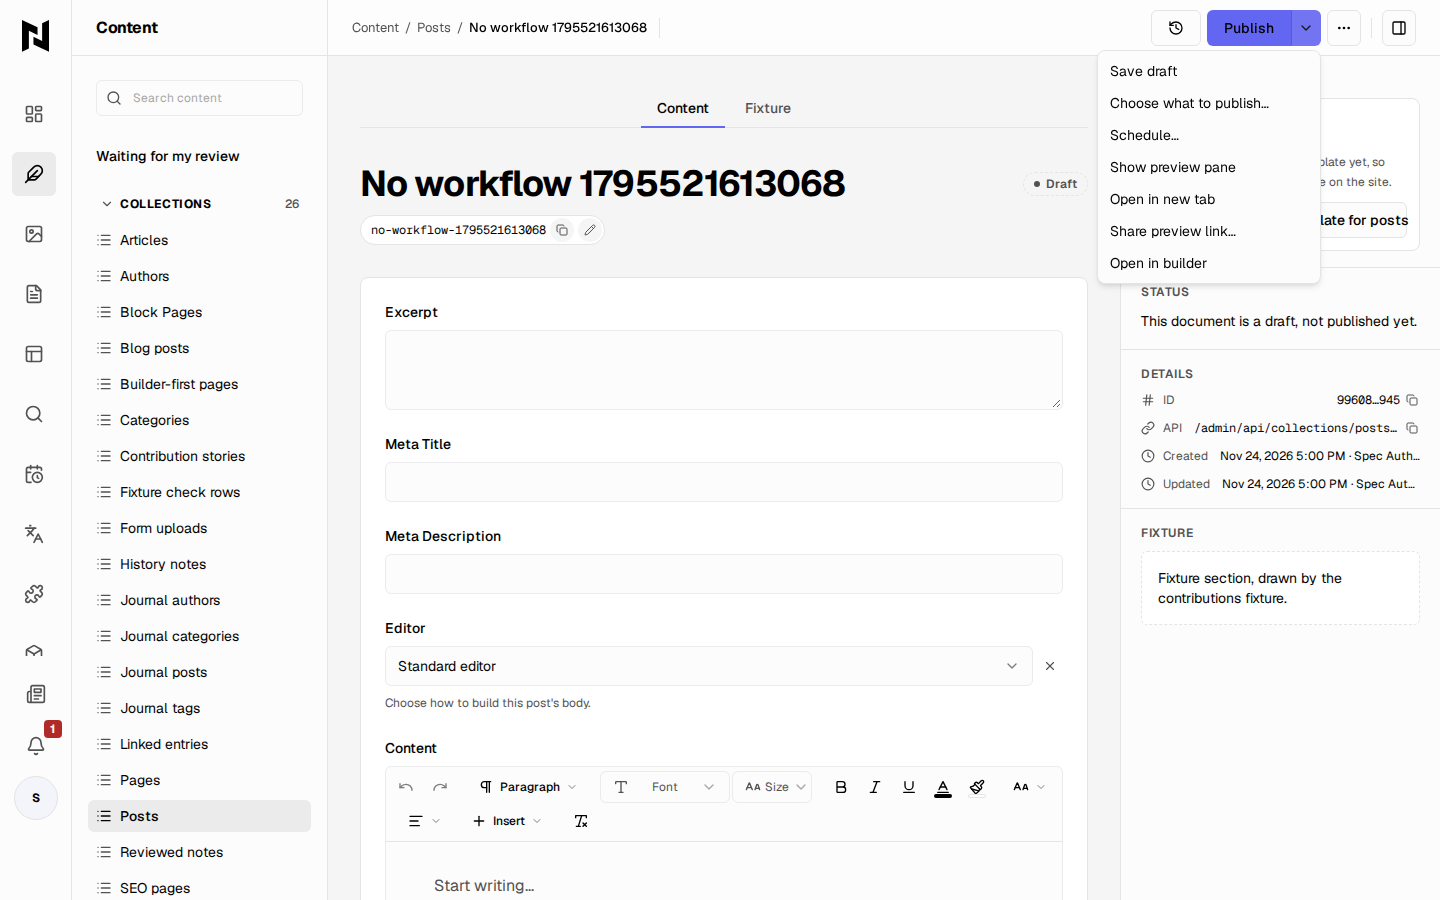 Content
Content / Posts / No workflow 1795521613068
Publish
Save draft
Choose what to publish...
Schedule...
Show preview pane
Open in new tab
Share preview link...
Open in builder
yet, so
on the site.
for posts
Search content
Waiting for my review
COLLECTIONS 26
Articles
Authors
Block Pages
Blog posts
Builder-first pages
Categories
Contribution stories
Fixture check rows
Form uploads
History notes
Journal authors
Journal categories
Journal posts
Journal tags
Linked entries
Pages
Posts
Reviewed notes
SEO pages
1
S
Content Fixture
No workflow 1795521613068
Draft
no-workflow-1795521613068
Excerpt
Meta Title
Meta Description
Editor
Standard editor
Choose how to build this post's body.
Content
Paragraph Font Size B I U A AA
Insert
Start writing...
STATUS
This document is a draft, not published yet.
DETAILS
ID 99608...945
API /admin/api/collections/posts...
Created Nov 24, 2026 5:00 PM · Spec Auth...
Updated Nov 24, 2026 5:00 PM · Spec Aut...
FIXTURE
Fixture section, drawn by the
contributions fixture.